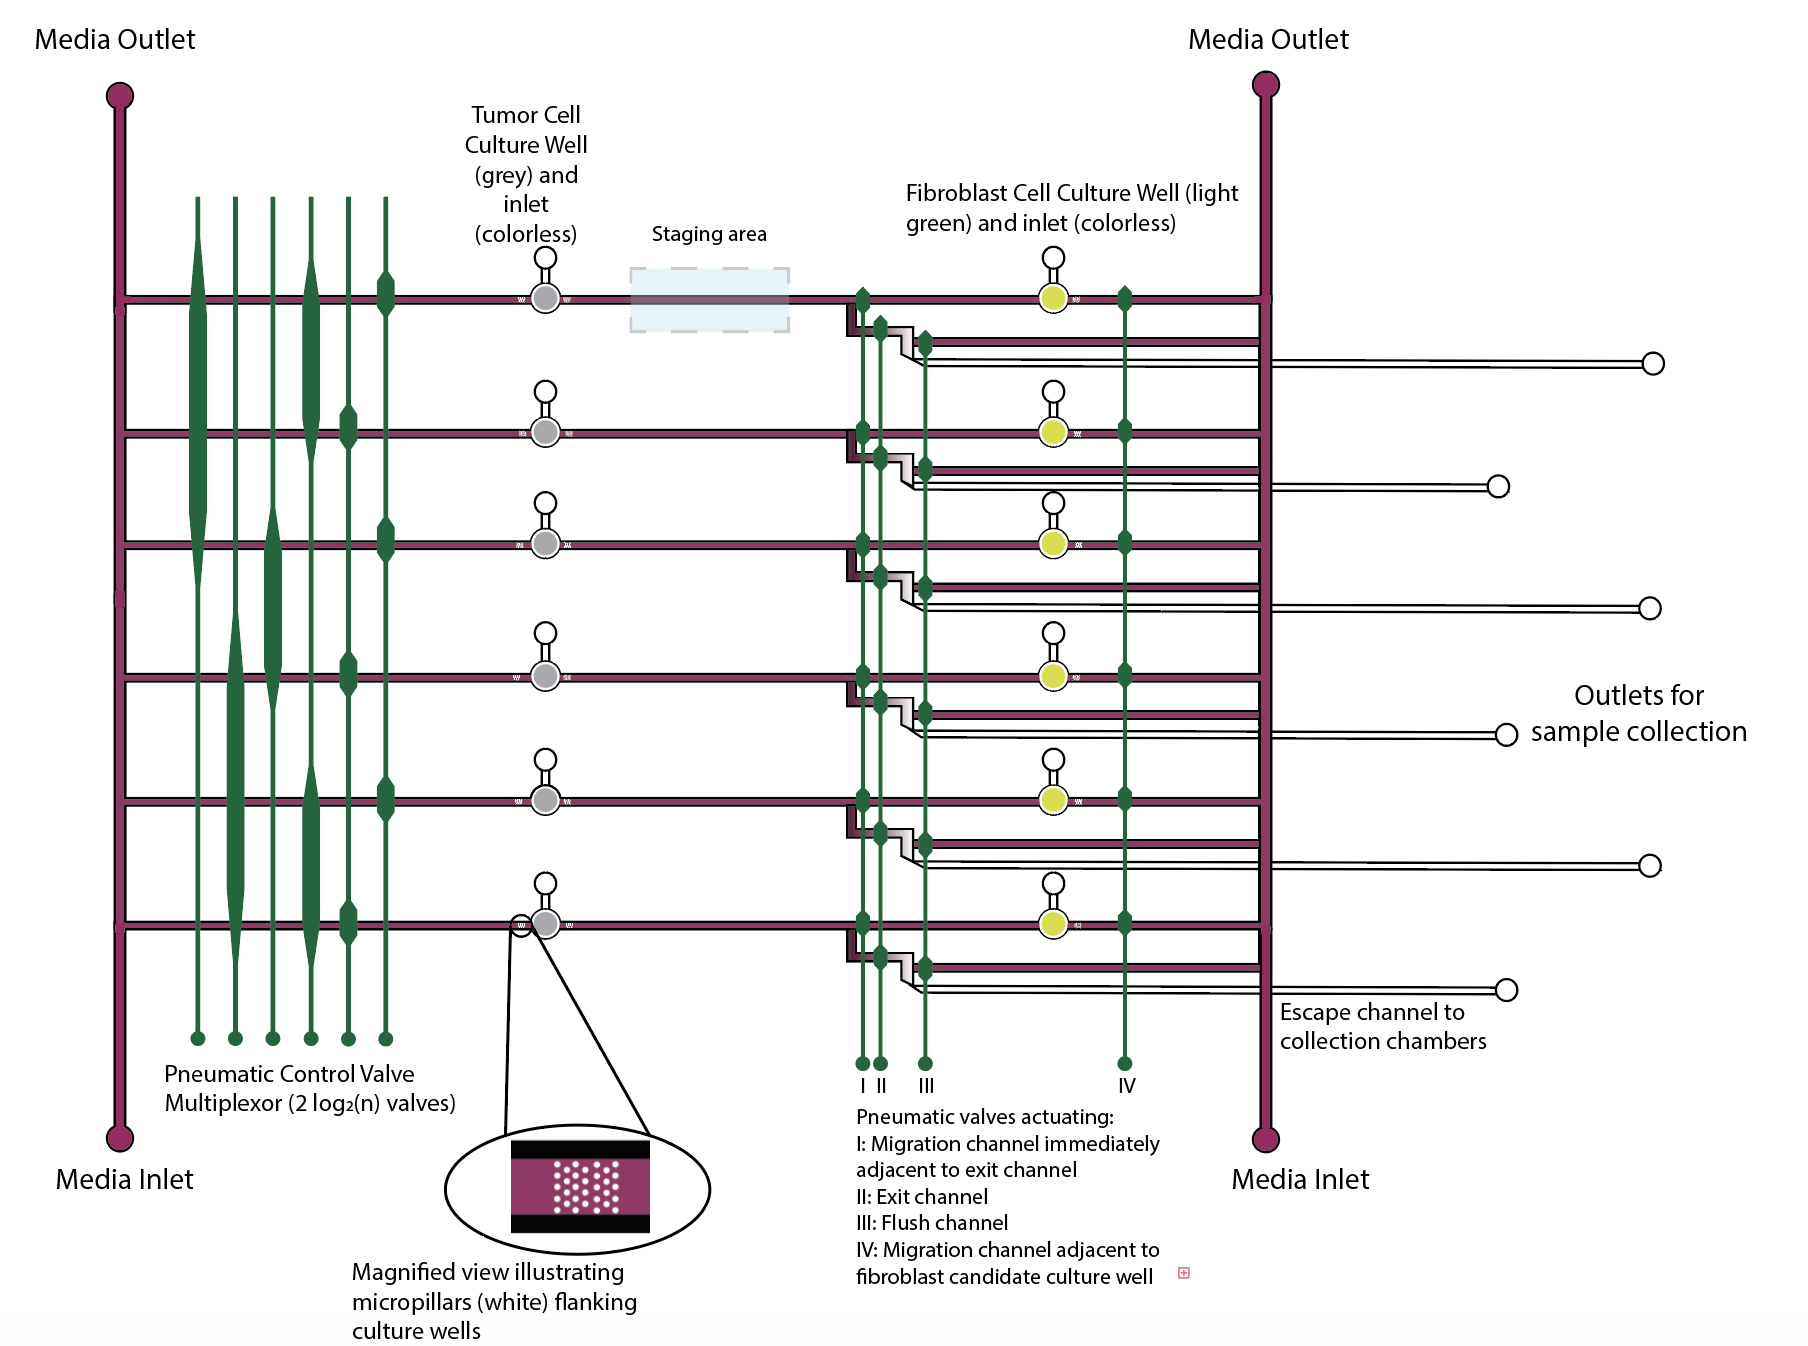 Media Outlet
Media Outlet
Tumor Cell
Culture Well
(grey) and
inlet
(colorless)
Staging area
Fibroblast Cell Culture Well (light
green) and inlet (colorless)
Outlets for
sample collection
Escape channel to
collection chambers
Pneumatic Control Valve
Multiplexor (2 log₂(n) valves)
I II III IV
Pneumatic valves actuating:
I: Migration channel immediately
adjacent to exit channel
II: Exit channel
III: Flush channel
IV: Migration channel adjacent to
fibroblast candidate culture well
Media Inlet
Media Inlet
Magnified view illustrating
micropillars (white) flanking
culture wells